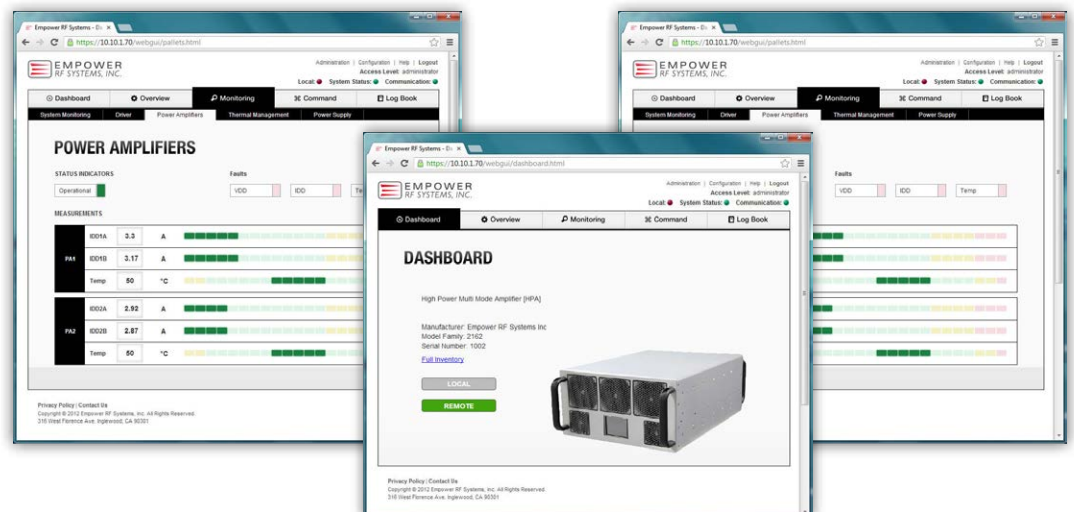 Empower RF Systems - D
https://10.10.1.70/webgui/pallets.html
EMPOWER
RF SYSTEMS, INC.
Administration | Configuration | Help | Logout
Access Level: administrator
Local: System Status: Communication:
Dashboard Overview Monitoring Command Log Book
System Monitoring Driver Power Amplifiers Thermal Management Power Supply
POWER AMPLIFIERS
STATUS INDICATORS Faults
Operational VDD IDD Te
MEASUREMENTS
PA1
IDD1A 3.3 A
IDD1B 3.17 A
Temp 50 °C
PA2
IDD2A 2.92 A
IDD2B 2.87 A
Temp 50 °C
Privacy Policy | Contact Us
Copyright © 2012 Empower RF Systems, Inc. All Rights Reserved.
316 West Florence Ave. Inglewood, CA 90301
Empower RF Systems - D
https://10.10.1.70/webgui/dashboard.html
EMPOWER
RF SYSTEMS, INC.
Administration | Configuration | Help | Logout
Access Level: administrator
Local: System Status: Communication:
Dashboard Overview Monitoring Command Log Book
DASHBOARD
High Power Multi Mode Amplifier [HPA]
Manufacturer: Empower RF Systems Inc
Model Family: 2162
Serial Number: 1002
Full Inventory
LOCAL
REMOTE
Privacy Policy | Contact Us
Copyright © 2012 Empower RF Systems, Inc. All Rights Reserved.
316 West Florence Ave. Inglewood, CA 90301
Empower RF Systems - D
https://10.10.1.70/webgui/pallets.html
EMPOWER
RF SYSTEMS, INC.
Administration | Configuration | Help | Logout
Access Level: administrator
Local: System Status: Communication:
Dashboard Overview Monitoring Command Log Book
System Monitoring Driver Power Amplifiers Thermal Management Power Supply
Faults
VDD IDD Temp